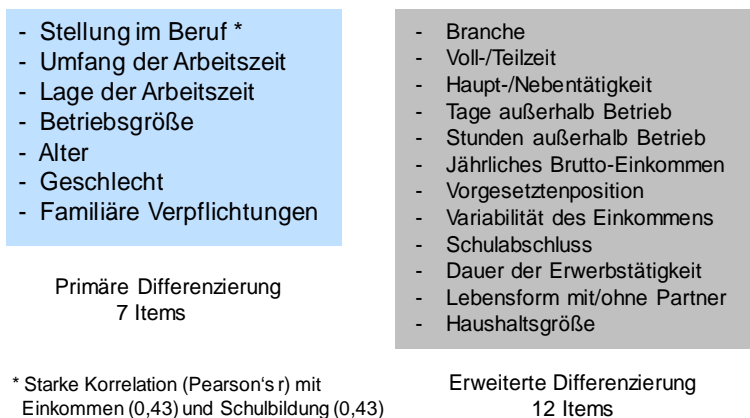 - Stellung im Beruf *
- Umfang der Arbeitszeit
- Lage der Arbeitszeit
- Betriebsgröße
- Alter
- Geschlecht
- Familiäre Verpflichtungen
Primäre Differenzierung
7 Items
* Starke Korrelation (Pearson's r) mit
Einkommen (0,43) und Schulbildung (0,43)
- Branche
- Voll-/Teilzeit
- Haupt-/Nebentätigkeit
- Tage außerhalb Betrieb
- Stunden außerhalb Betrieb
- Jährliches Brutto-Einkommen
- Vorgesetztenposition
- Variabilität des Einkommens
- Schulabschluss
- Dauer der Erwerbstätigkeit
- Lebensform mit/ohne Partner
- Haushaltsgröße
Erweiterte Differenzierung
12 Items